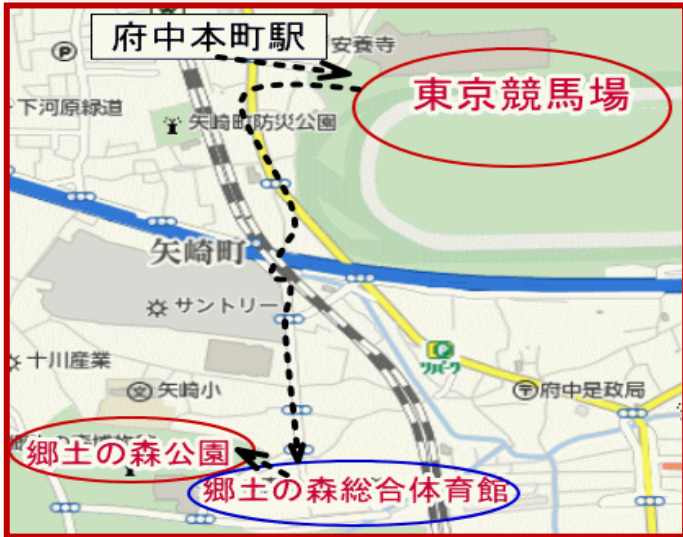 府中本町駅
安養寺
東京競馬場
下河原緑道
矢崎町防災公園
矢崎町
サントリー
十川産業
矢崎小
府中是政局
郷土の森公園
郷土の森総合体育館